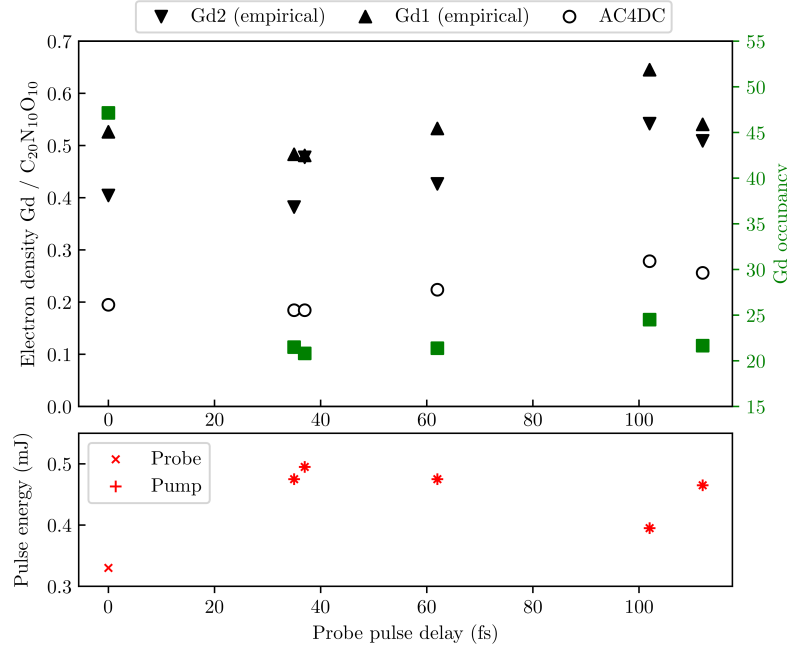 Gd2 (empirical) Gd1 (empirical) AC4DC
0.7
0.6
0.5
0.4
0.3
0.2
0.1
0.0
Electron density Gd / C₂₀N₁₀O₁₀
55
50
45
40
35
30
25
20
15
Gd occupancy
0 20 40 60 80 100
Probe
Pump
0.5
0.4
0.3
Pulse energy (mJ)
0 20 40 60 80 100
Probe pulse delay (fs)